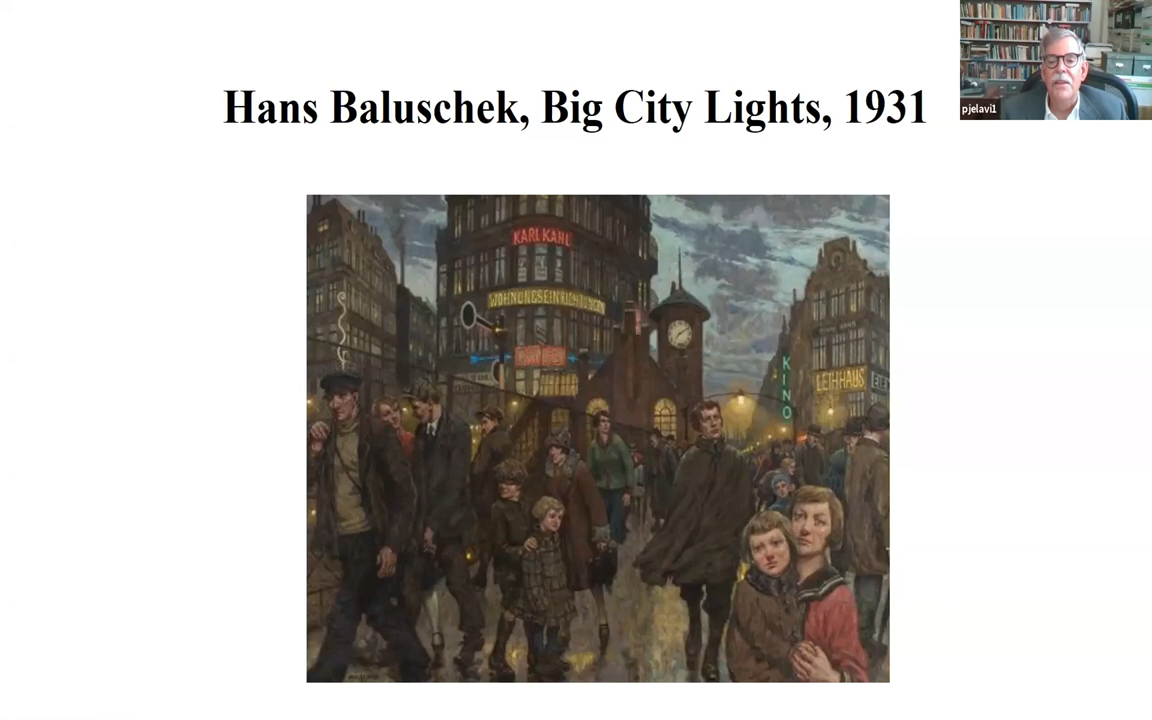 Hans Baluschek, Big City Lights, 1931
pjelavi1
KARL KAHL
WOHNUNGSEINRICHTUNGEN
KINO
LEIHHAUS